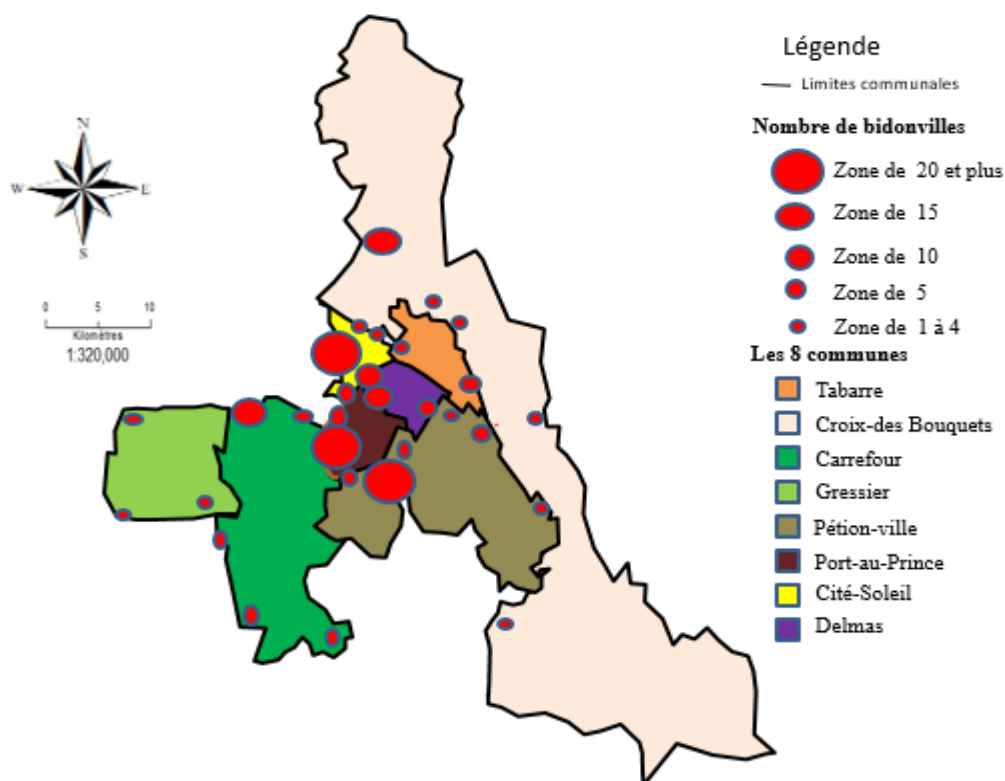 Légende
Limites communales
Nombre de bidonvilles
Zone de 20 et plus
Zone de 15
Zone de 10
Zone de 5
Zone de 1 à 4
Les 8 communes
Tabarre
Croix-des Bouquets
Carrefour
Gressier
Pétion-ville
Port-au-Prince
Cité-Soleil
Delmas
N
W E
S
0 5 10
Kilomètres
1:320,000